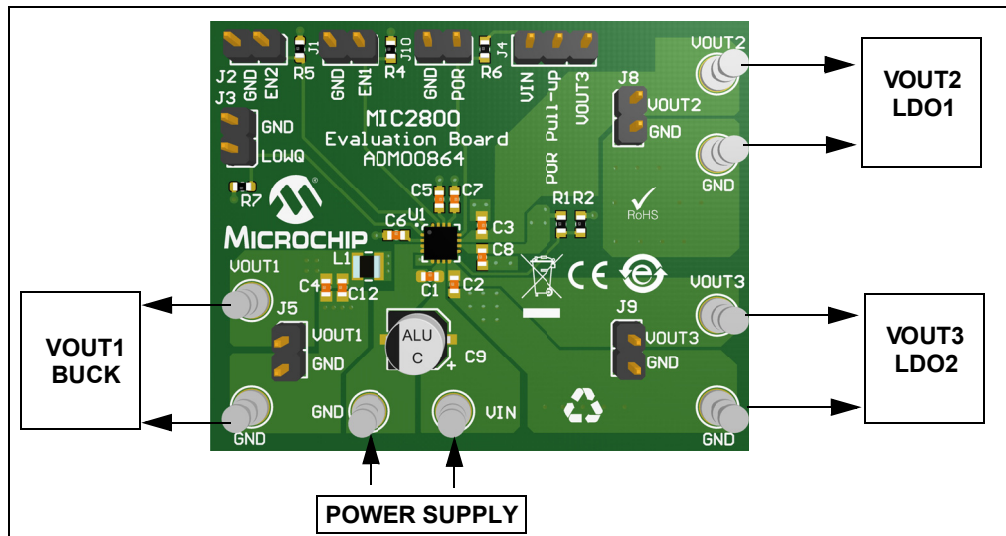 J2
GND
EN2
R5
J1
GND
EN1
R4
J10
GND
POR
R6
J4
VIN
POR Pull-up
VOUT3
VOUT2
J3
GND
LOWQ
R7
MIC2800
Evaluation Board
ADM00864
J8
VOUT2
GND
GND
VOUT2
LDO1
MICROCHIP
C5
C7
U1
C6
C3
C8
R1
R2
RoHS
L1
C4
C12
C1
C2
CE
e
VOUT1
J5
VOUT1
GND
GND
VOUT1
BUCK
ALU
C
C9
+
VOUT3
J9
VOUT3
GND
GND
VOUT3
LDO2
GND
VIN
POWER SUPPLY